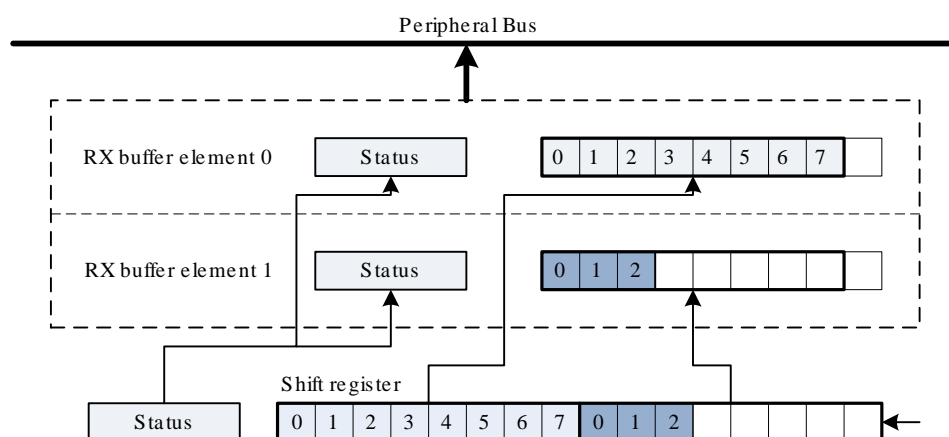 Peripheral Bus
RX buffer element 0 Status 0 1 2 3 4 5 6 7
RX buffer element 1 Status 0 1 2
Shift register
Status 0 1 2 3 4 5 6 7 0 1 2